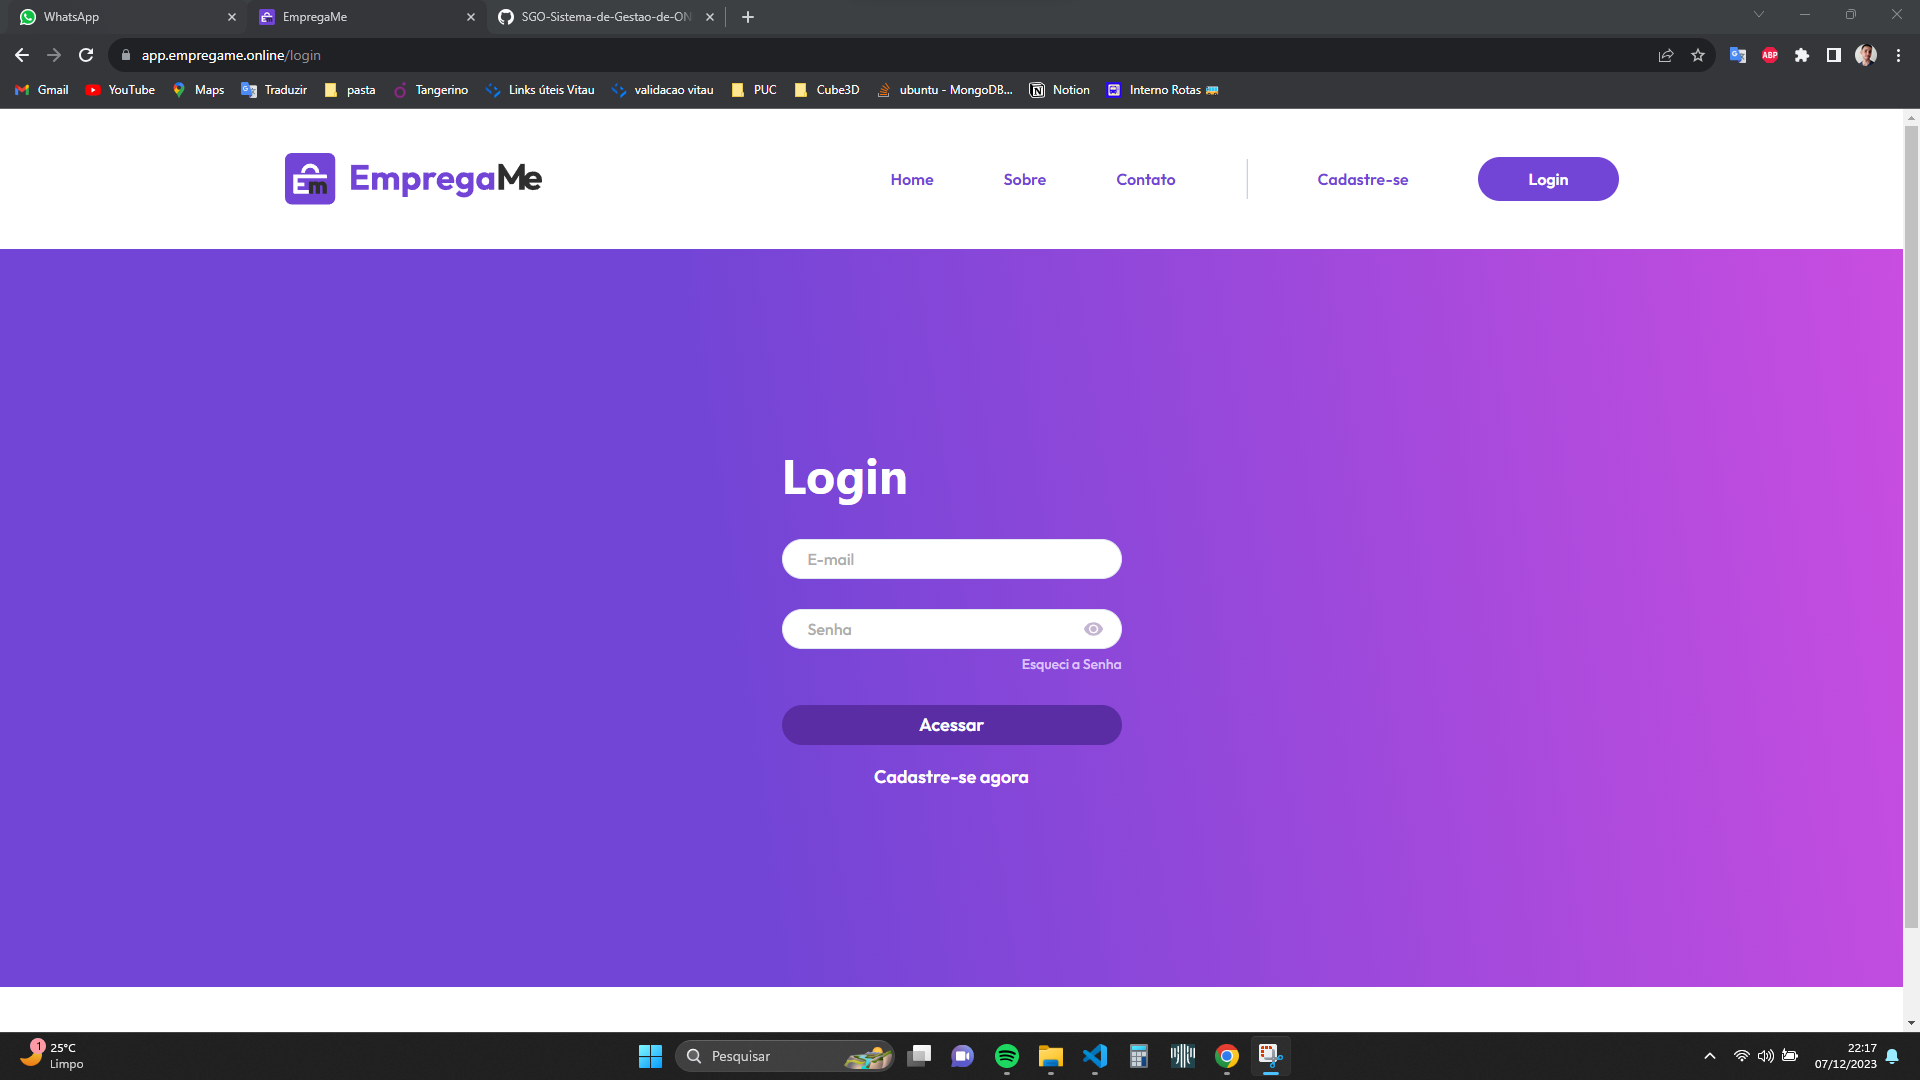 WhatsApp
EmpregaMe
SGO-Sistema-de-Gestao-de-ON
app.empregame.online/login
ABP
Gmail
YouTube
Maps
Traduzir
pasta
Tangerino
Links úteis Vitau
validacao vitau
PUC
Cube3D
ubuntu - MongoDB...
Notion
Interno Rotas
Em
EmpregaMe
Home
Sobre
Contato
Cadastre-se
Login
Login
E-mail
Senha
Esqueci a Senha
Acessar
Cadastre-se agora
1
25°C
Limpo
Pesquisar
22:17
07/12/2023